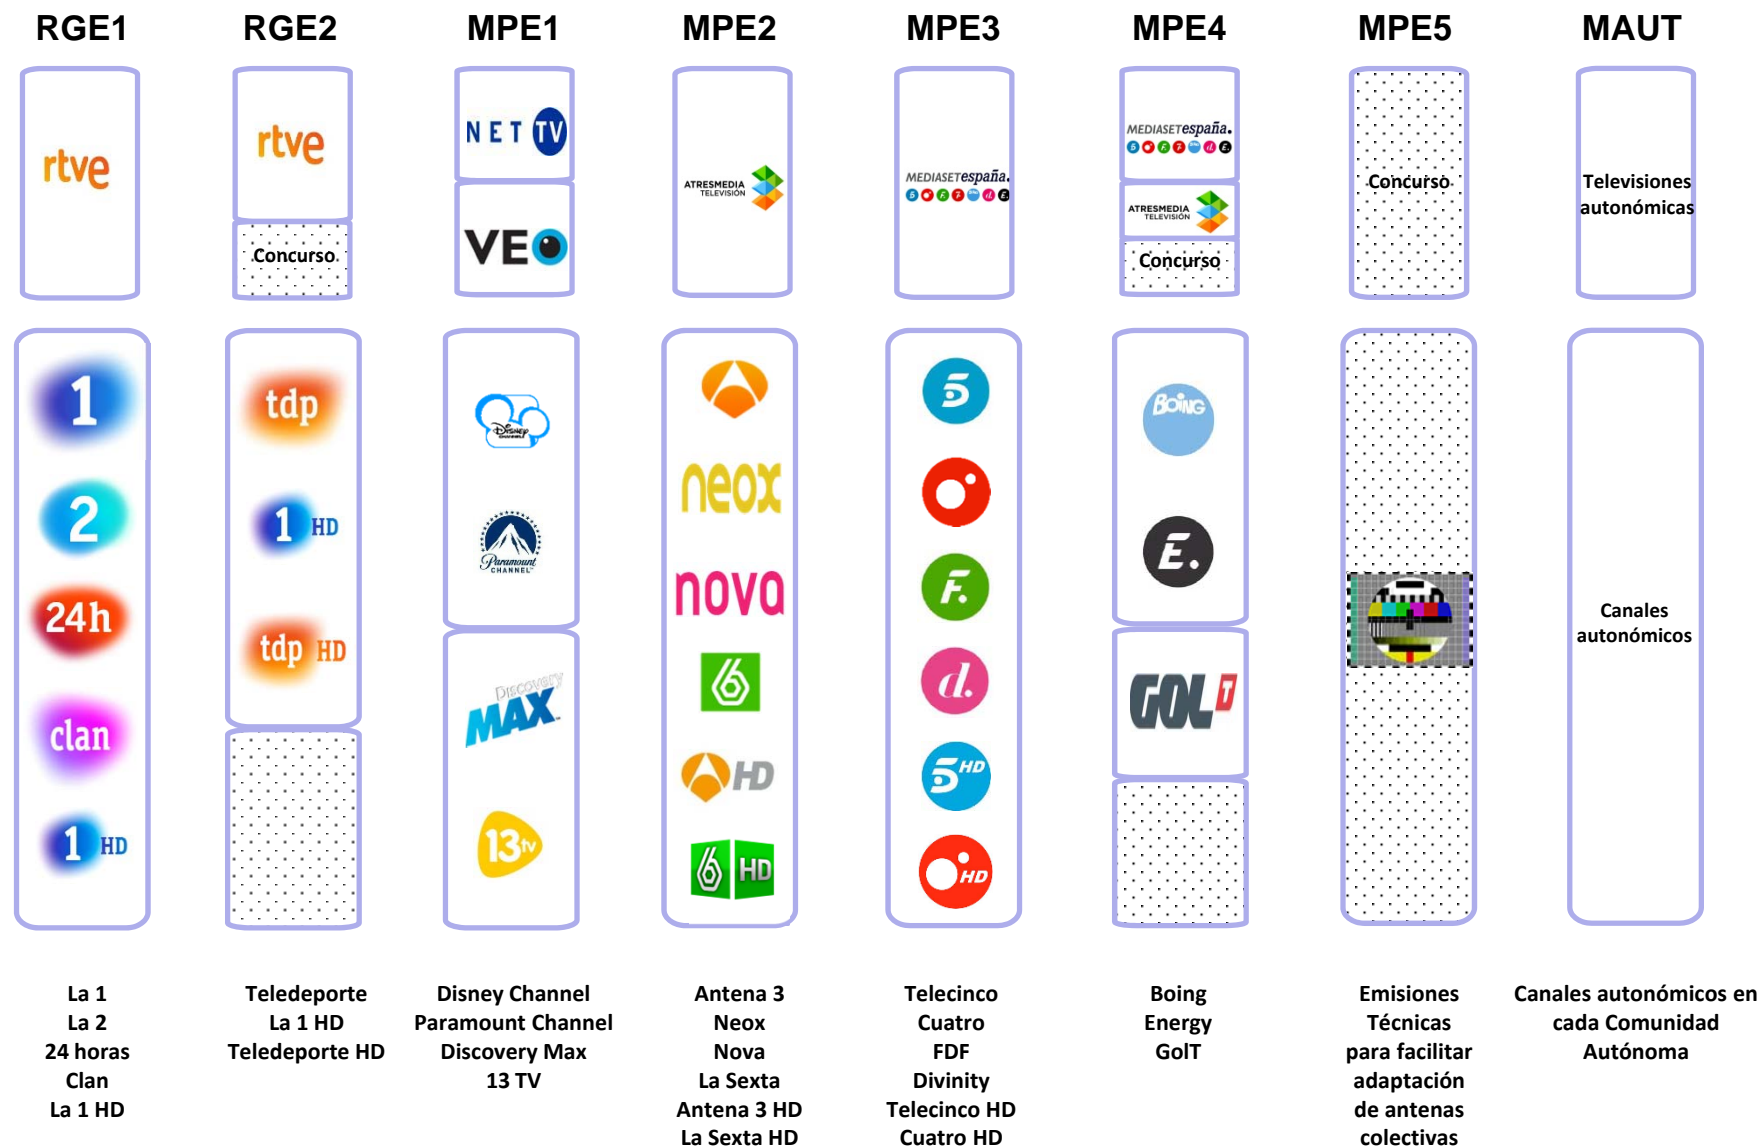 RGE1 RGE2 MPE1 MPE2 MPE3 MPE4 MPE5 MAUT
rtve
rtve
Concurso
NET TV
VEO
ATRESMEDIA
TELEVISIÓN
MEDIASETespaña.
MEDIASETespaña.
ATRESMEDIA
TELEVISIÓN
Concurso
Concurso
Televisiones
autonómicas
1
2
24h
clan
1 HD
tdp
1 HD
tdp HD
Disney
CHANNEL
Paramount
CHANNEL
DISCOVERY
MAX
13tv
neox
nova
6
HD
6 HD
5
F.
d.
5 HD
HD
BOING
E.
GOL T
Canales
autonómicos
La 1
La 2
24 horas
Clan
La 1 HD
Teledeporte
La 1 HD
Teledeporte HD
Disney Channel
Paramount Channel
Discovery Max
13 TV
Antena 3
Neox
Nova
La Sexta
Antena 3 HD
La Sexta HD
Telecinco
Cuatro
FDF
Divinity
Telecinco HD
Cuatro HD
Boing
Energy
GolT
Emisiones
Técnicas
para facilitar
adaptación
de antenas
colectivas
Canales autonómicos en
cada Comunidad
Autónoma